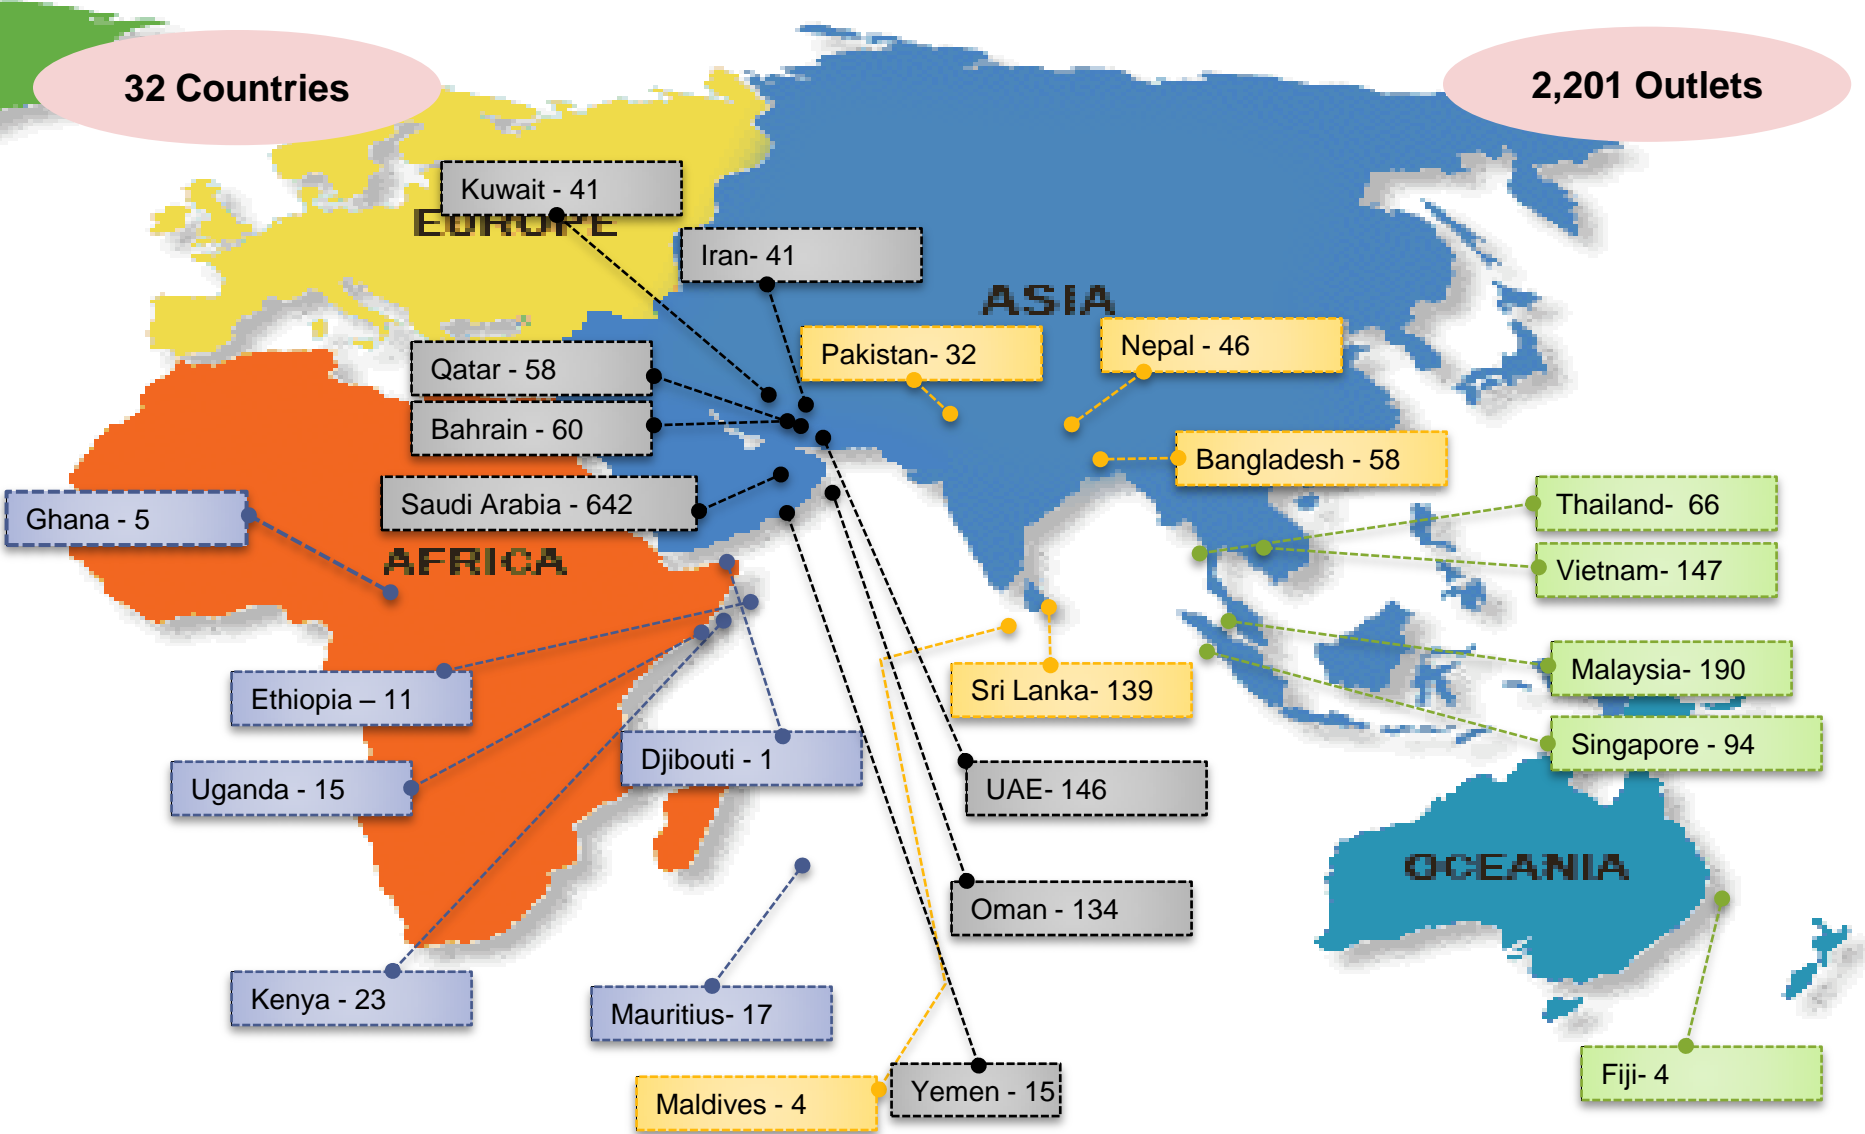 32 Countries
2,201 Outlets
Kuwait - 41
EUROPE
Iran- 41
ASIA
Pakistan- 32
Nepal - 46
Qatar - 58
Bahrain - 60
Bangladesh - 58
Saudi Arabia - 642
Ghana - 5
Thailand-  66
AFRICA
Vietnam- 147
Malaysia- 190
Ethiopia – 11
Sri Lanka- 139
Singapore - 94
Djibouti - 1
Uganda - 15
UAE- 146
OCEANIA
Oman - 134
Kenya - 23
Mauritius- 17
Fiji- 4
Yemen - 15
Maldives - 4